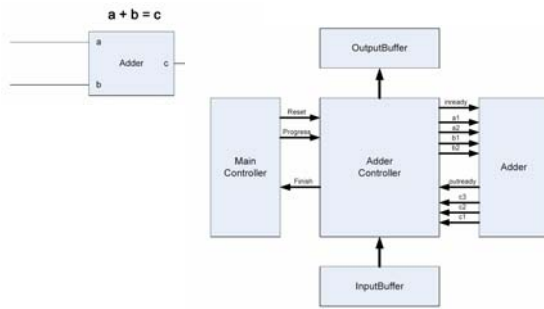 a + b = c
a
Adder
c
b
OutputBuffer
Main
Controller
Reset
Progress
Finish
Adder
Controller
inready
a1
a2
b1
b2
outready
c3
c2
c1
Adder
InputBuffer